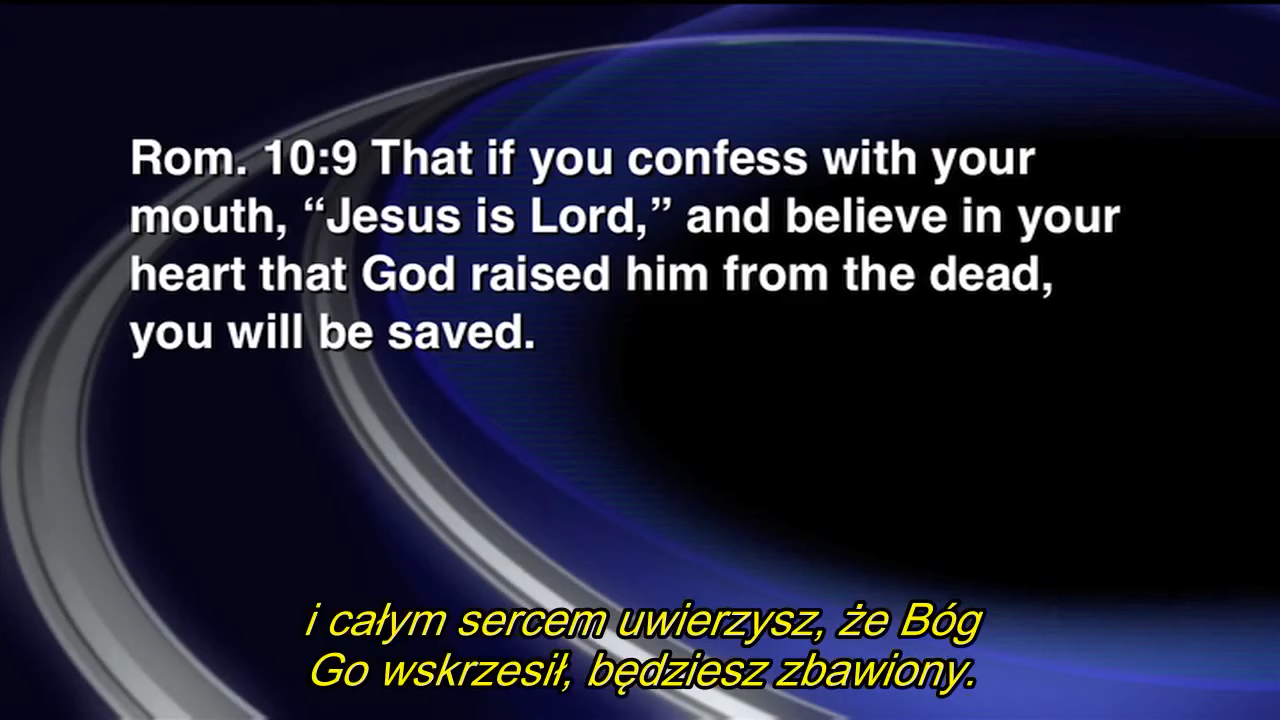 Rom. 10:9 That if you confess with your
mouth, “Jesus is Lord,” and believe in your
heart that God raised him from the dead,
you will be saved.
i całym sercem uwierzysz, że Bóg
Go wskrzesił, będziesz zbawiony.